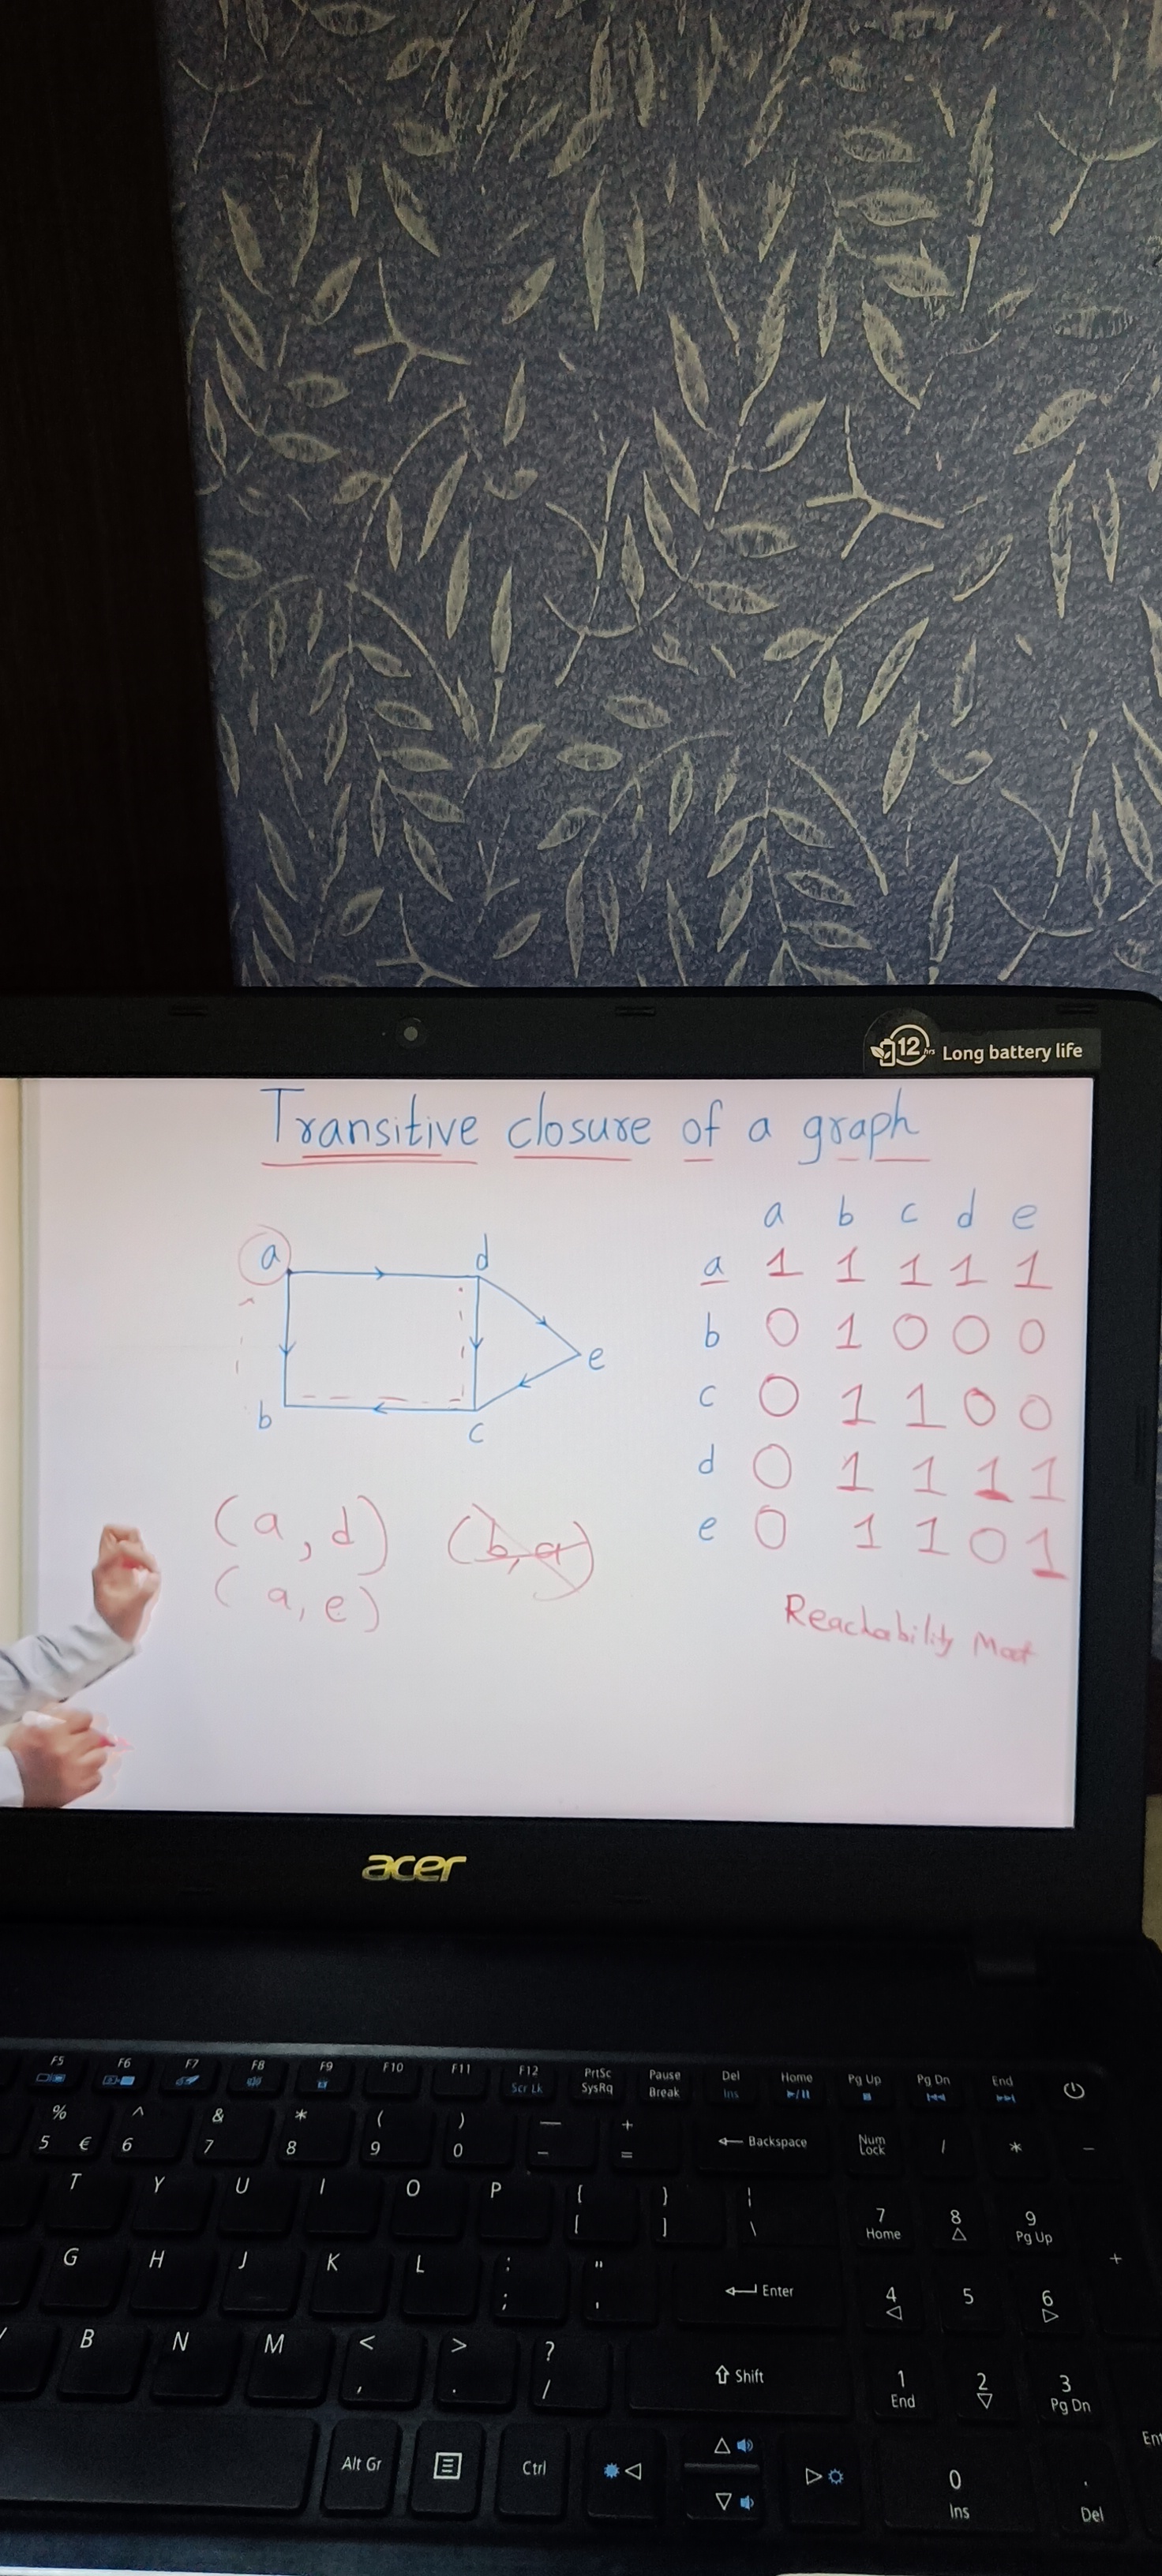 12 hrs Long battery life
Transitive closure of a graph
a b c d e
a 1 1 1 1 1
b 0 1 0 0 0
c 0 1 1 0 0
d 0 1 1 1 1
e 0 1 1 0 1
a
d
e
b
c
(a, d) (b, a)
(a, e)
Reachability Mat
acer
F5 F6 F7 F8 F9 F10 F11 F12 PrtSc Pause Del Home Pg Up Pg Dn End
Scr Lk SysRq Break Ins
% ^ & * ( ) — +
5 € 6 7 8 9 0 - = Backspace Num Lock / * -
T Y U I O P { } ¦
[ ] \ 7 Home 8 9 Pg Up
+
G H J K L : "
; ' Enter 4 5 6
B N M < > ?
, . / Shift 1 End 2 3 Pg Dn
Alt Gr Ctrl 0 Ins . Del